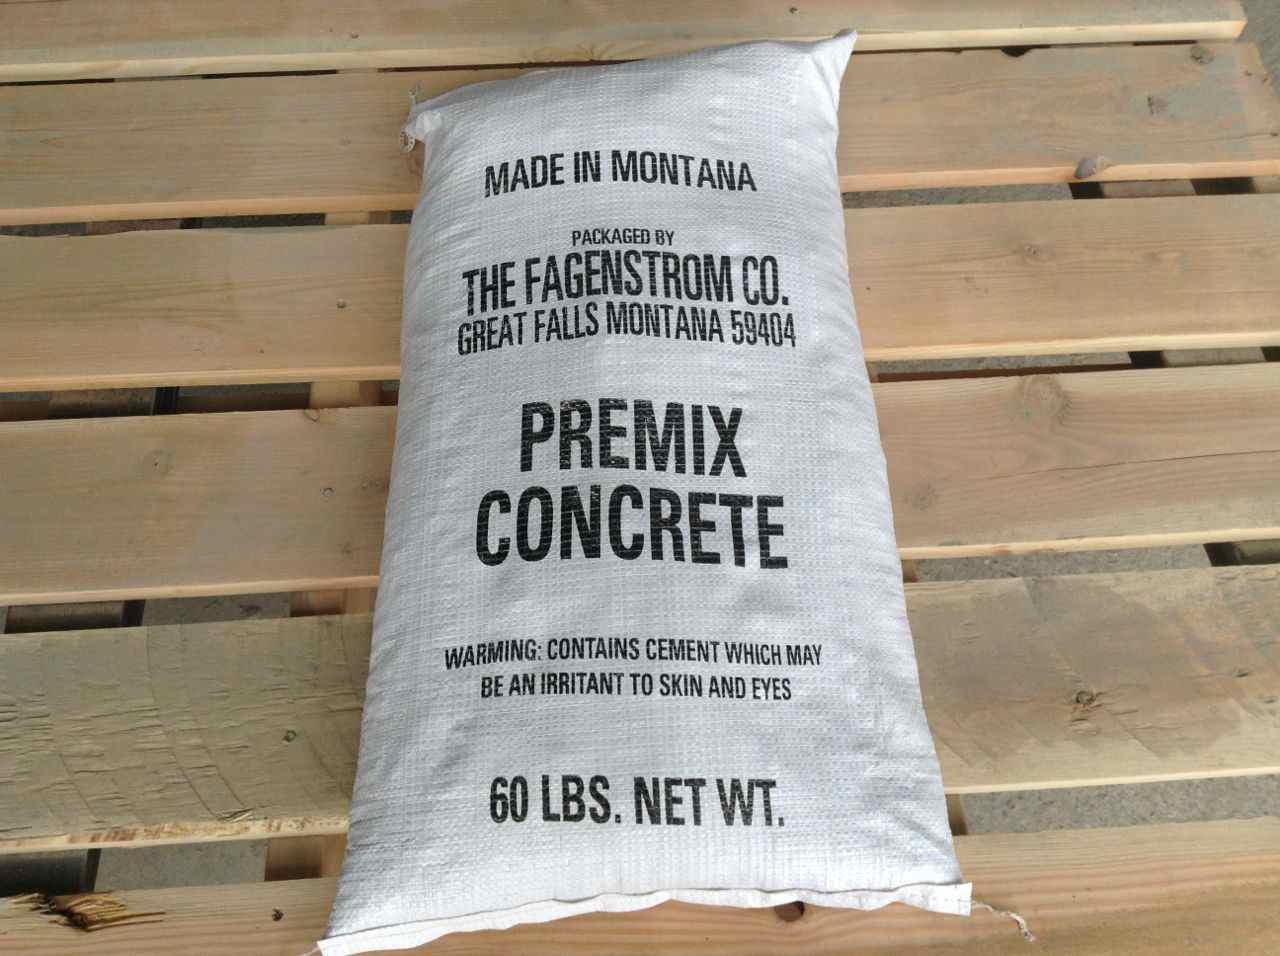 MADE IN MONTANA
PACKAGED BY
THE FAGENSTROM CO.
GREAT FALLS MONTANA 59404
PREMIX
CONCRETE
WARMING: CONTAINS CEMENT WHICH MAY
BE AN IRRITANT TO SKIN AND EYES
60 LBS. NET WT.